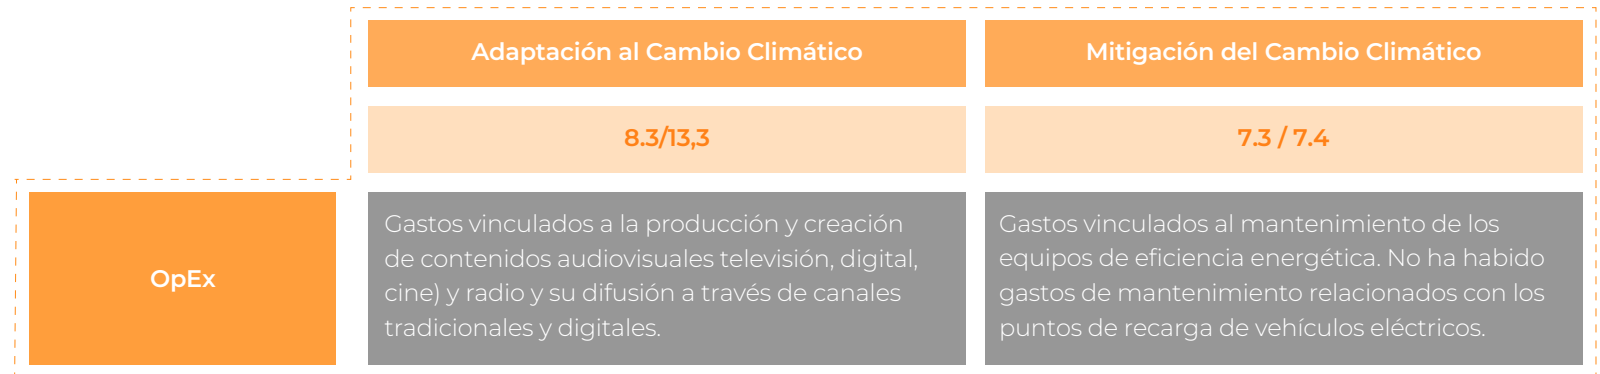 Adaptación al Cambio Climático
Mitigación del Cambio Climático
8.3/13,3
7.3 / 7.4
OpEx
Gastos vinculados a la producción y creación
de contenidos audiovisuales televisión, digital,
cine) y radio y su difusión a través de canales
tradicionales y digitales.
Gastos vinculados al mantenimiento de los
equipos de eficiencia energética. No ha habido
gastos de mantenimiento relacionados con los
puntos de recarga de vehículos eléctricos.